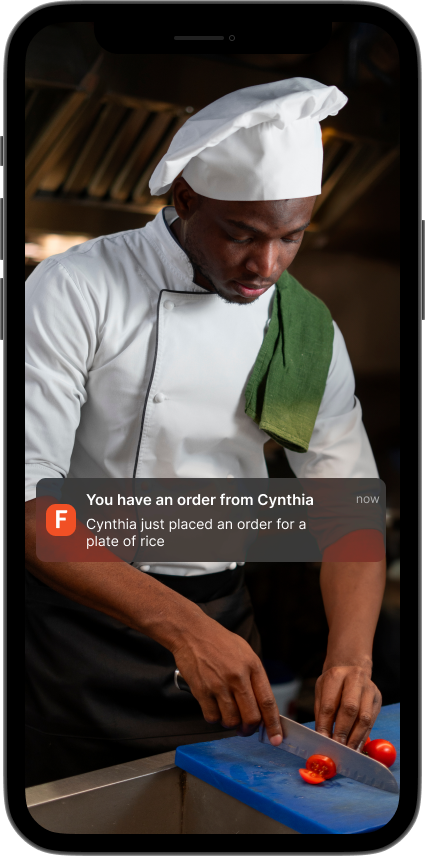 You have an order from Cynthia
now
F
Cynthia just placed an order for a
plate of rice